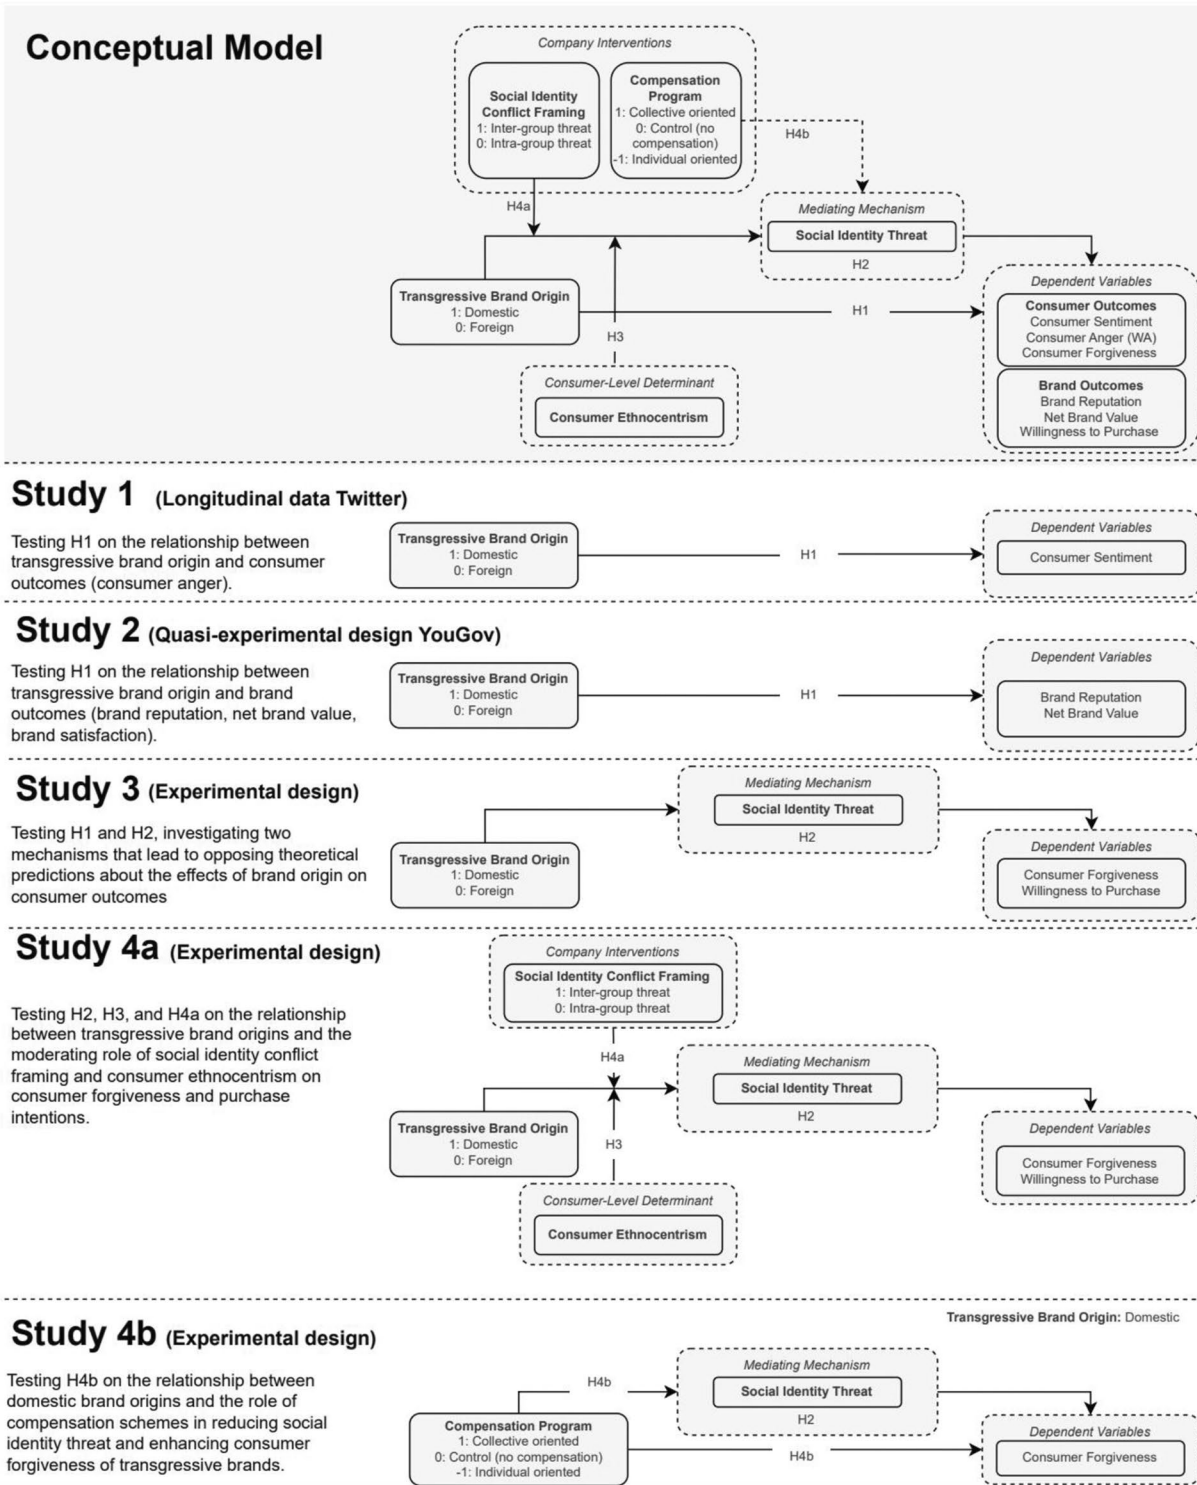 Conceptual Model
Company Interventions
Social Identity
Conflict Framing
1: Inter-group threat
0: Intra-group threat
Compensation
Program
1: Collective oriented
0: Control (no
compensation)
-1: Individual oriented
H4b
H4a
Mediating Mechanism
Social Identity Threat
H2
Transgressive Brand Origin
1: Domestic
0: Foreign
H1
H3
Consumer-Level Determinant
Consumer Ethnocentrism
Dependent Variables
Consumer Outcomes
Consumer Sentiment
Consumer Anger (WA)
Consumer Forgiveness
Brand Outcomes
Brand Reputation
Net Brand Value
Willingness to Purchase
Study 1 (Longitudinal data Twitter)
Testing H1 on the relationship between
transgressive brand origin and consumer
outcomes (consumer anger).
Transgressive Brand Origin
1: Domestic
0: Foreign
H1
Dependent Variables
Consumer Sentiment
Study 2 (Quasi-experimental design YouGov)
Testing H1 on the relationship between
transgressive brand origin and brand
outcomes (brand reputation, net brand value,
brand satisfaction).
Transgressive Brand Origin
1: Domestic
0: Foreign
H1
Dependent Variables
Brand Reputation
Net Brand Value
Study 3 (Experimental design)
Testing H1 and H2, investigating two
mechanisms that lead to opposing theoretical
predictions about the effects of brand origin on
consumer outcomes
Mediating Mechanism
Social Identity Threat
H2
Transgressive Brand Origin
1: Domestic
0: Foreign
Dependent Variables
Consumer Forgiveness
Willingness to Purchase
Study 4a (Experimental design)
Testing H2, H3, and H4a on the relationship
between transgressive brand origins and the
moderating role of social identity conflict
framing and consumer ethnocentrism on
consumer forgiveness and purchase
intentions.
Company Interventions
Social Identity Conflict Framing
1: Inter-group threat
0: Intra-group threat
H4a
Mediating Mechanism
Social Identity Threat
H2
Transgressive Brand Origin
1: Domestic
0: Foreign
H3
Consumer-Level Determinant
Consumer Ethnocentrism
Dependent Variables
Consumer Forgiveness
Willingness to Purchase
Transgressive Brand Origin: Domestic
Study 4b (Experimental design)
Testing H4b on the relationship between
domestic brand origins and the role of
compensation schemes in reducing social
identity threat and enhancing consumer
forgiveness of transgressive brands.
H4b
Mediating Mechanism
Social Identity Threat
H2
Compensation Program
1: Collective oriented
0: Control (no compensation)
-1: Individual oriented
H4b
Dependent Variables
Consumer Forgiveness